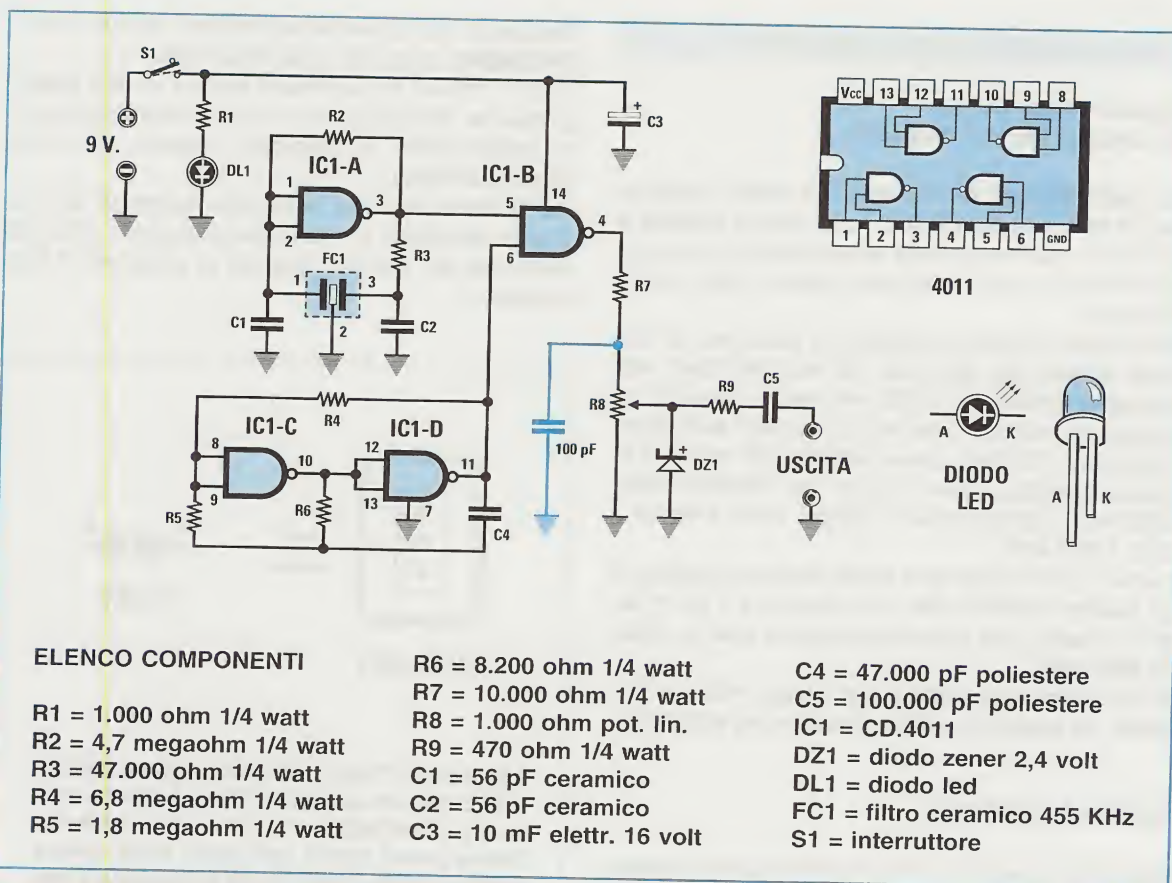 S1
R1
R2
C3
9 V.
DL1
IC1-A
IC1-B
1
2
3
14
5
6
4
R3
FC1
1
3
2
C1
C2
R7
R4
R8
R9
C5
100 pF
DZ1
USCITA
IC1-C
IC1-D
8
9
10
12
13
11
7
R5
R6
C4
Vcc 13 12 11 10 9 8
1 2 3 4 5 6 GND
4011
A
K
DIODO
LED
A
K
ELENCO COMPONENTI
R1 = 1.000 ohm 1/4 watt
R2 = 4,7 megaohm 1/4 watt
R3 = 47.000 ohm 1/4 watt
R4 = 6,8 megaohm 1/4 watt
R5 = 1,8 megaohm 1/4 watt
R6 = 8.200 ohm 1/4 watt
R7 = 10.000 ohm 1/4 watt
R8 = 1.000 ohm pot. lin.
R9 = 470 ohm 1/4 watt
C1 = 56 pF ceramico
C2 = 56 pF ceramico
C3 = 10 mF elettr. 16 volt
C4 = 47.000 pF poliestere
C5 = 100.000 pF poliestere
IC1 = CD.4011
DZ1 = diodo zener 2,4 volt
DL1 = diodo led
FC1 = filtro ceramico 455 KHz
S1 = interruttore